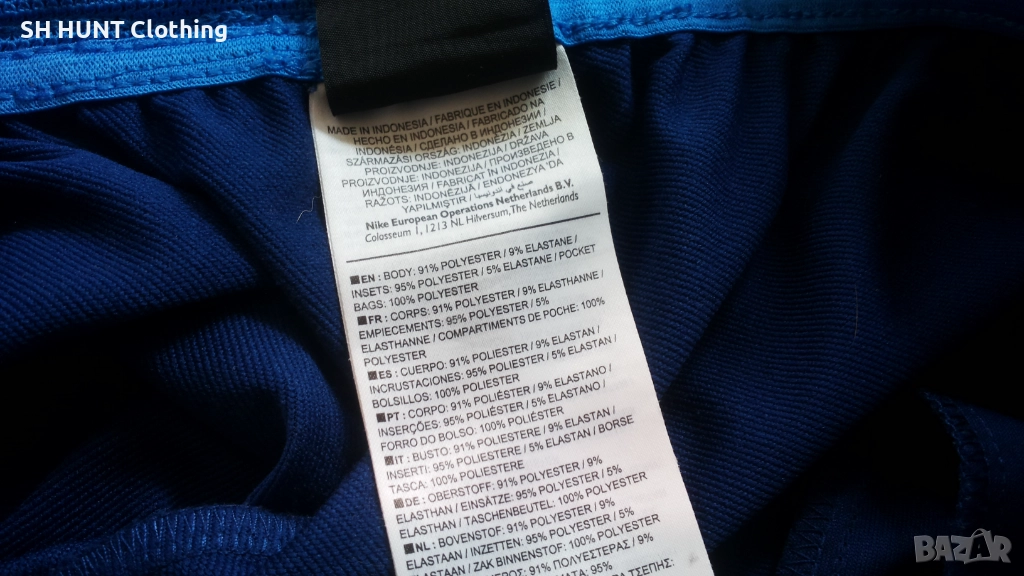 SH HUNT Clothing
MADE IN INDONESIA / FABRIQUE EN INDONESIE /
HECHO EN INDONESIA / FABRICADO NA
INDONÉSIA / СДЕЛАНО В ИНДОНЕЗИИ /
SZÁRMAZÁSI ORSZÁG: INDONÉZIA / ZEMLJA
PROIZVODNJE: INDONEZIJA / DRŽAVA
PROIZVODNJE: INDONEZIJA / ПРОИЗВЕДЕНО В
ИНДОНЕЗИЯ / FABRICAT IN INDONEZIA /
RAŽOTS: INDONĒZIJĀ / ENDONEZYA 'DA
YAPILMIŞTIR / صنع في اندونيسيا
Nike European Operations Netherlands B.V.
Colosseum 1, 1213 NL Hilversum, The Netherlands
■ EN : BODY: 91% POLYESTER / 9% ELASTANE /
INSETS: 95% POLYESTER / 5% ELASTANE / POCKET
BAGS: 100% POLYESTER
■ FR : CORPS: 91% POLYESTER / 9% ELASTHANNE /
EMPIECEMENTS: 95% POLYESTER / 5%
ELASTHANNE / COMPARTIMENTS DE POCHE: 100%
POLYESTER
■ ES : CUERPO: 91% POLIÉSTER / 9% ELASTAN /
INCRUSTACIONES: 95% POLIÉSTER / 5% ELASTAN /
BOLSILLOS: 100% POLIÉSTER
■ PT : CORPO: 91% POLIÉSTER / 9% ELASTANO /
INSERÇÕES: 95% POLIÉSTER / 5% ELASTANO /
FORRO DO BOLSO: 100% POLIÉSTER
■ IT : BUSTO: 91% POLIESTERE / 9% ELASTAN /
INSERTI: 95% POLIESTERE / 5% ELASTAN / BORSE
TASCA: 100% POLIESTERE
■ DE : OBERSTOFF: 91% POLYESTER / 9%
ELASTHAN / EINSÄTZE: 95% POLYESTER / 5%
ELASTHAN / TASCHENBEUTEL: 100% POLYESTER
■ NL : BOVENSTOF: 91% POLYESTER / 9%
ELASTAAN / INZETTEN: 95% POLYESTER / 5%
ELASTAAN / ZAK BINNENSTOF: 100% POLYESTER
91% ПОЛУЕСТЕРАΣ / 9%
95%
BAZAR